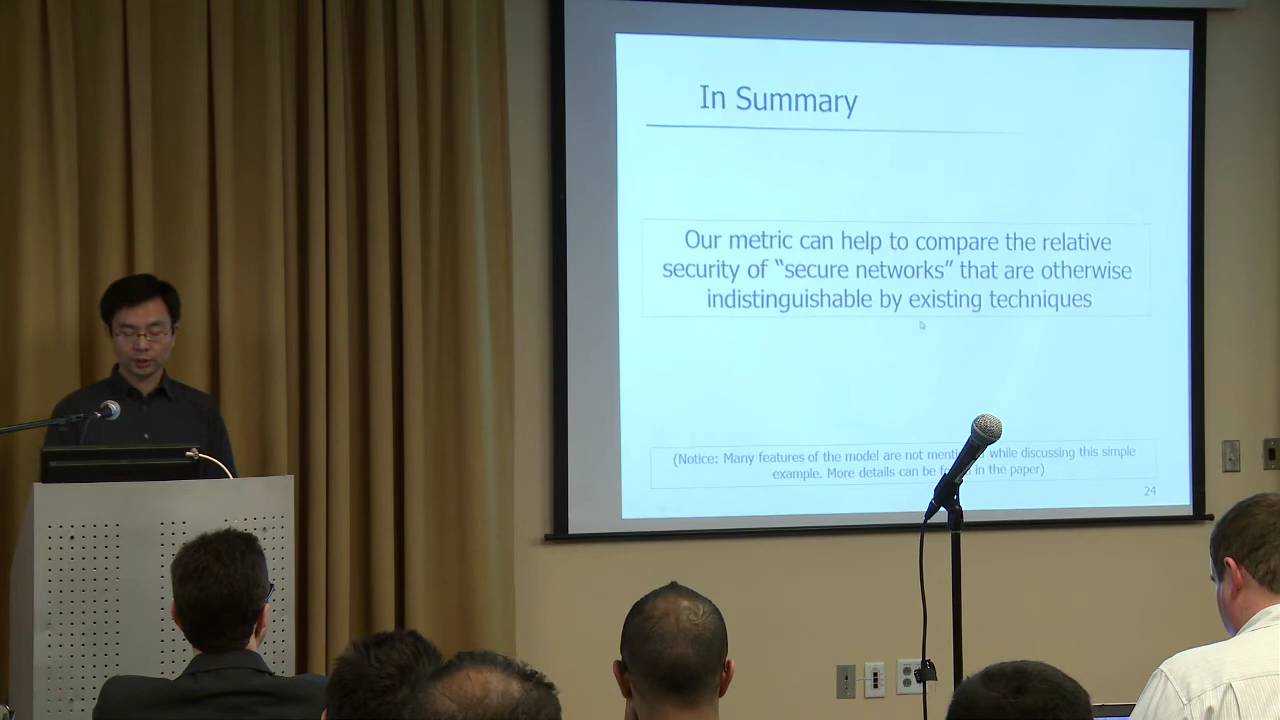 In Summary
Our metric can help to compare the relative
security of “secure networks” that are otherwise
indistinguishable by existing techniques
(Notice: Many features of the model are not while discussing this simple
example. More details can be in the paper)
24